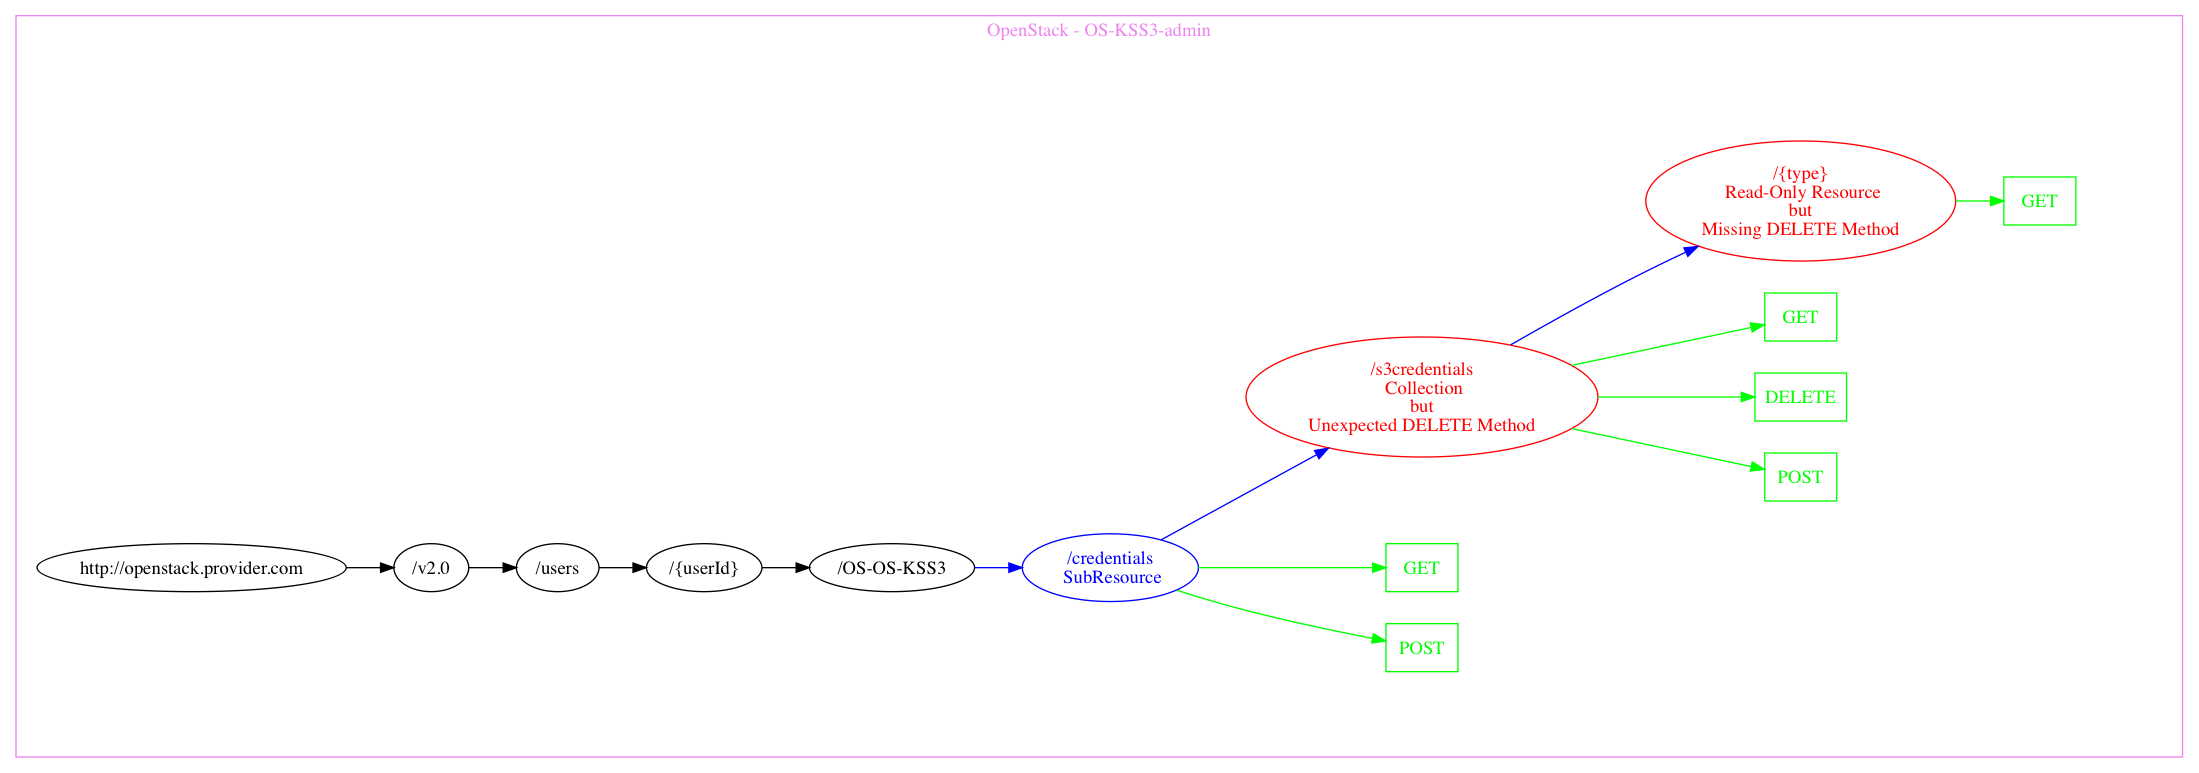 OpenStack - OS-KSS3-admin
/{type}
Read-Only Resource
but
Missing DELETE Method
GET
GET
/s3credentials
Collection
but
Unexpected DELETE Method
DELETE
POST
http://openstack.provider.com
/v2.0
/users
/{userId}
/OS-OS-KSS3
/credentials
SubResource
GET
POST